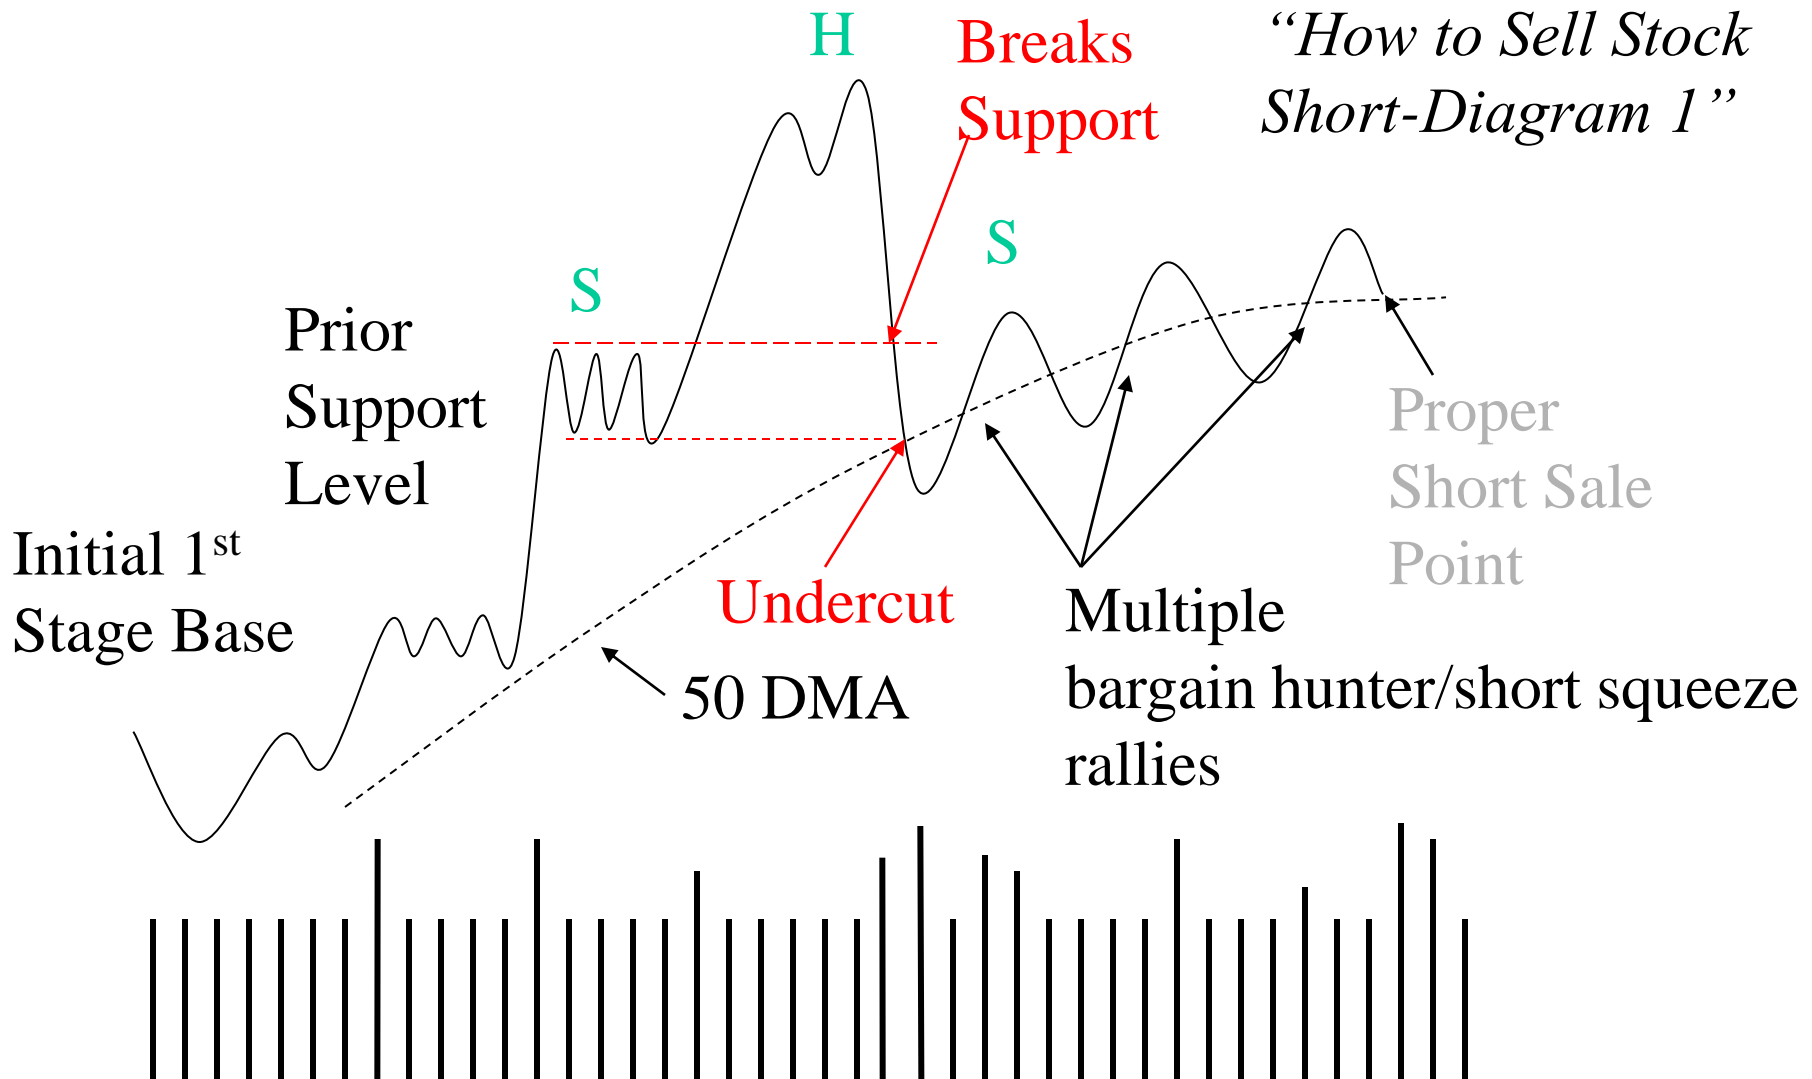 H
Breaks
Support
“How to Sell Stock
Short-Diagram 1”
S
S
Prior
Support
Level
Initial 1st
Stage Base
Undercut
50 DMA
Multiple
bargain hunter/short squeeze
rallies
Proper
Short Sale
Point